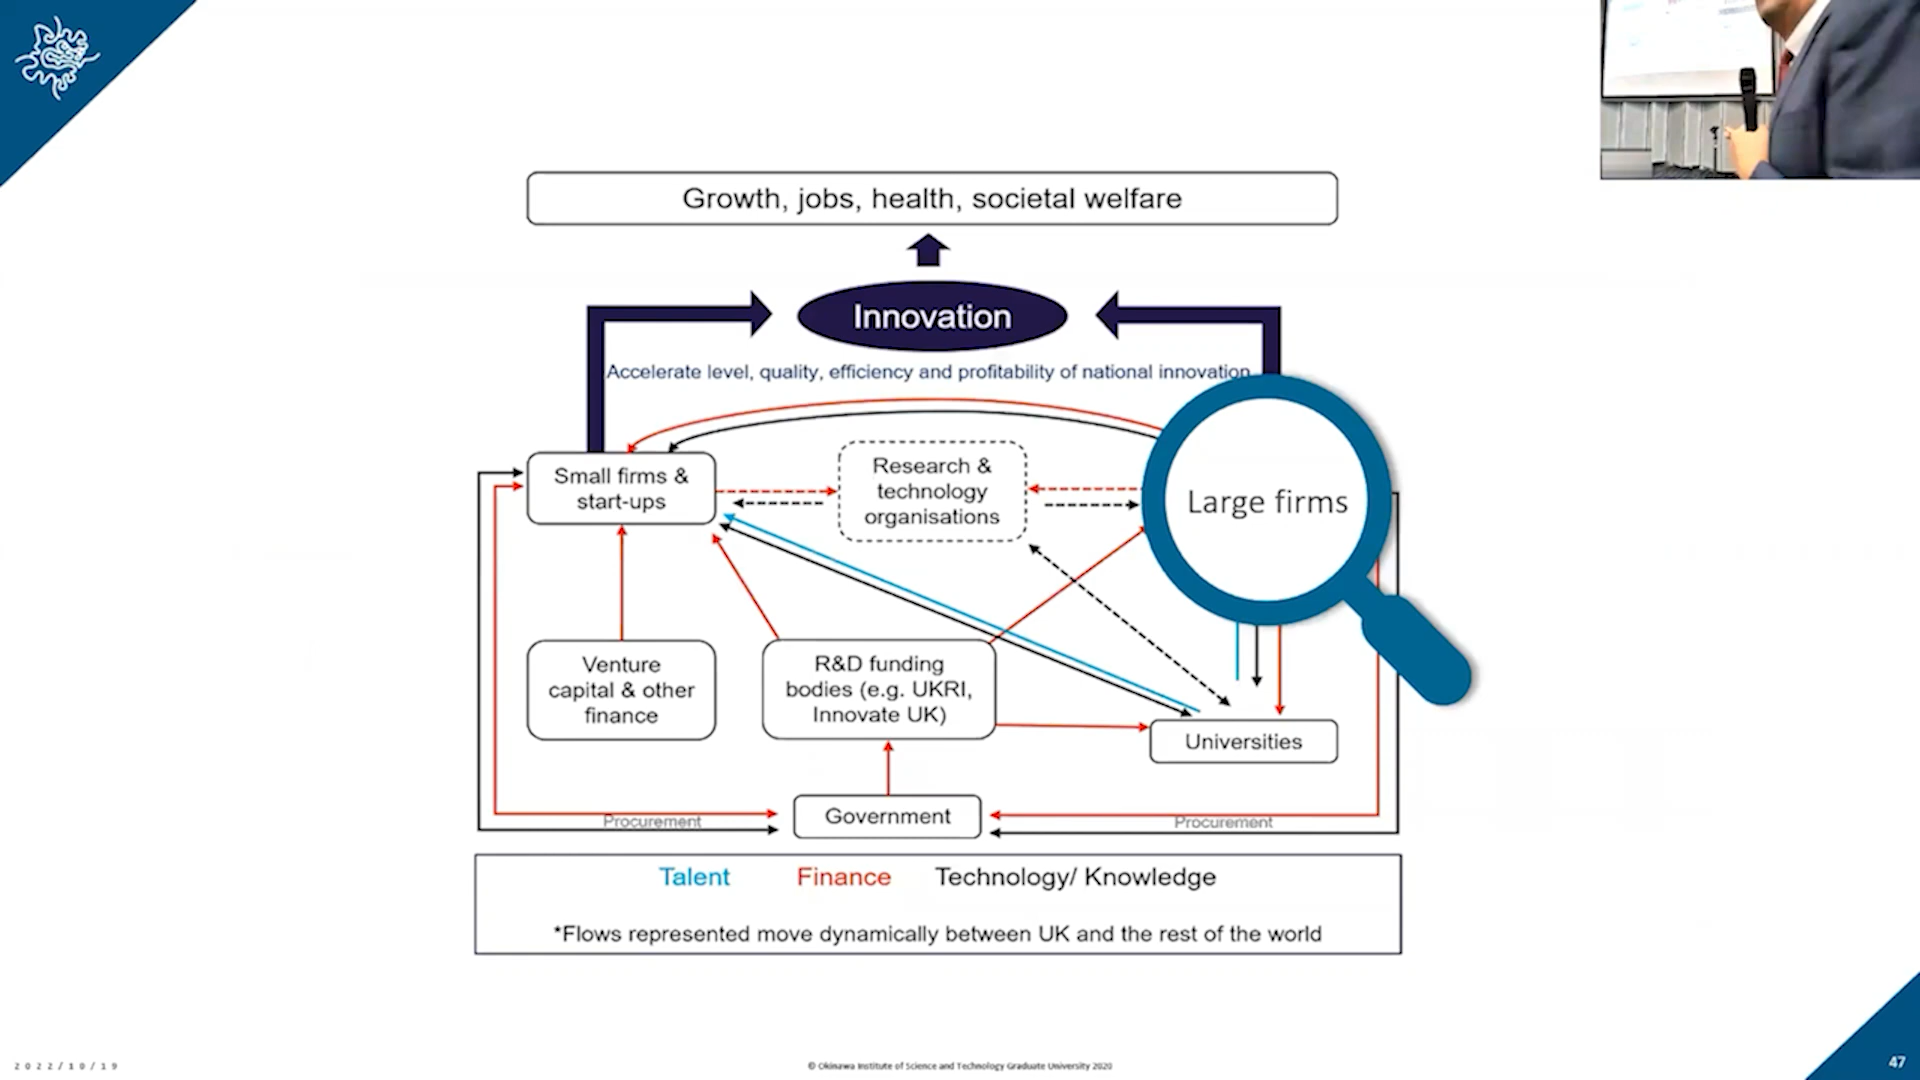 Growth, jobs, health, societal welfare
Innovation
Accelerate level, quality, efficiency and profitability of national innovation
Small firms &
start-ups
Research &
technology
organisations
Large firms
Venture
capital & other
finance
R&D funding
bodies (e.g. UKRI,
Innovate UK)
Universities
Government
Procurement
Procurement
Talent Finance Technology/ Knowledge
*Flows represented move dynamically between UK and the rest of the world
2022/10/19
© Okinawa Institute of Science and Technology Graduate University 2020
47